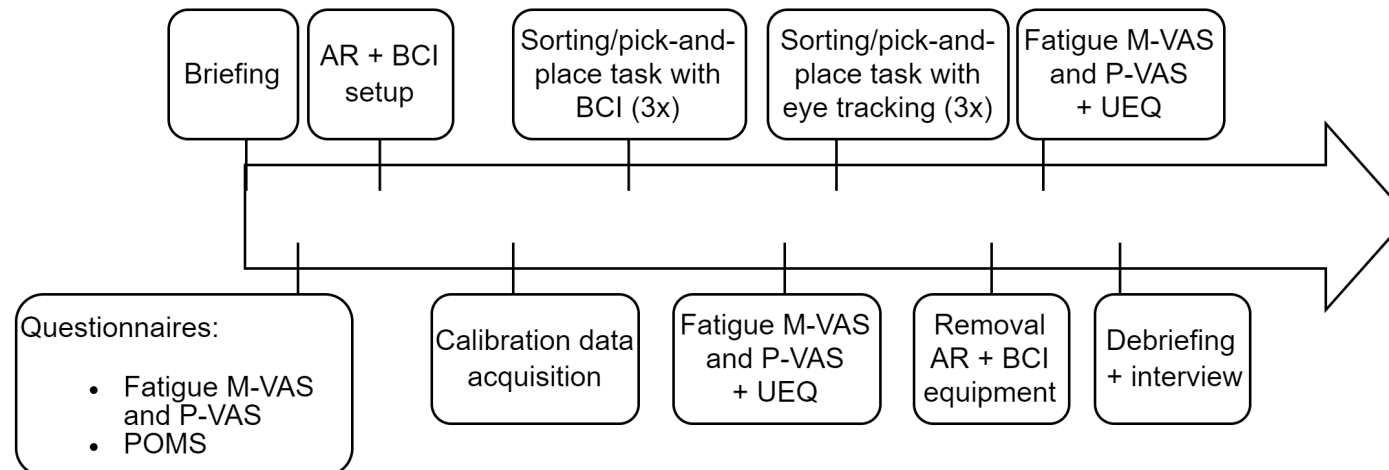 Briefing
AR + BCI
setup
Sorting/pick-and-
place task with
BCI (3x)
Sorting/pick-and-
place task with
eye tracking (3x)
Fatigue M-VAS
and P-VAS
+ UEQ
Questionnaires:
• Fatigue M-VAS
and P-VAS
• POMS
Calibration data
acquisition
Fatigue M-VAS
and P-VAS
+ UEQ
Removal
AR + BCI
equipment
Debriefing
+ interview